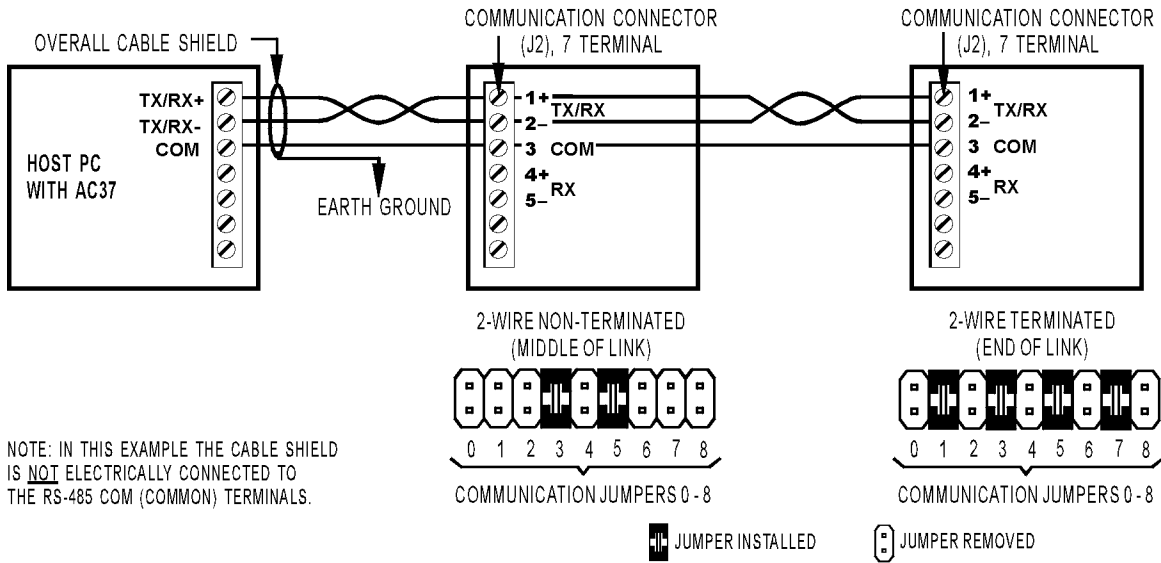 COMMUNICATION CONNECTOR
(J2), 7 TERMINAL
COMMUNICATION CONNECTOR
(J2), 7 TERMINAL
OVERALL CABLE SHIELD
TX/RX+
TX/RX-
COM
HOST PC
WITH AC37
EARTH GROUND
1+
TX/RX
2–
3 COM
4+
RX
5–
1+
TX/RX
2–
3 COM
4+
RX
5–
2-WIRE NON-TERMINATED
(MIDDLE OF LINK)
0 1 2 3 4 5 6 7 8
COMMUNICATION JUMPERS 0 - 8
2-WIRE TERMINATED
(END OF LINK)
0 1 2 3 4 5 6 7 8
COMMUNICATION JUMPERS 0 - 8
NOTE: IN THIS EXAMPLE THE CABLE SHIELD
IS NOT ELECTRICALLY CONNECTED TO
THE RS-485 COM (COMMON) TERMINALS.
JUMPER INSTALLED
JUMPER REMOVED